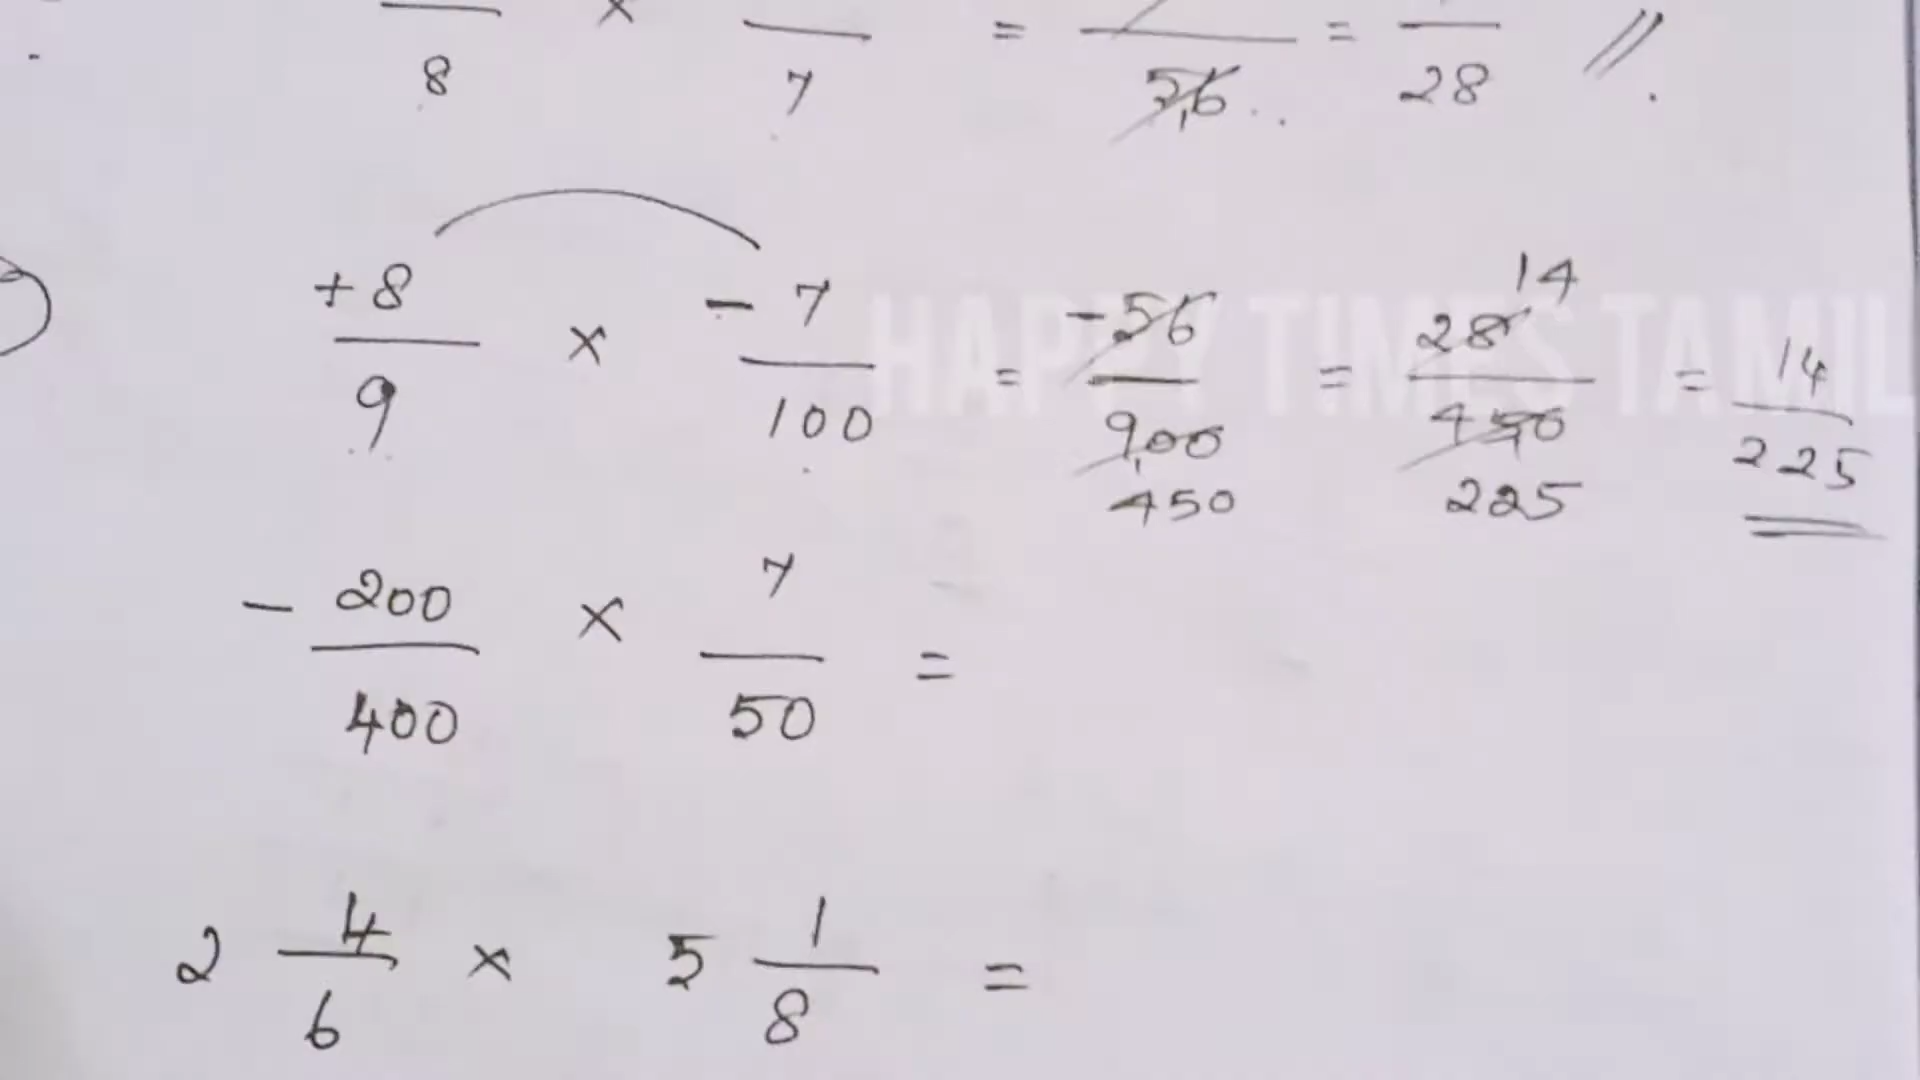 × = =
8 7 56 28 //
+8/9 × -7/100 = -56/900 450 = 28 14/450 225 = 14/225
HAPPY TIMES TAMIL
- 200/400 × 7/50 =
2 4/6 × 5 1/8 =